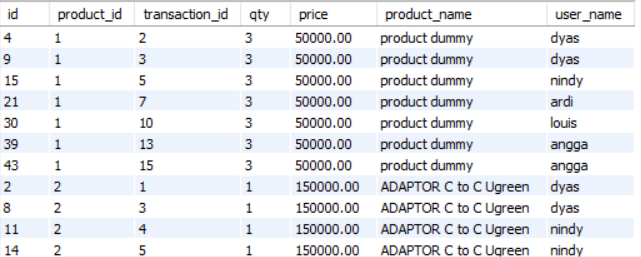 id product_id transaction_id qty price product_name user_name
4 1 2 3 50000.00 product dummy dyas
9 1 3 3 50000.00 product dummy dyas
15 1 5 3 50000.00 product dummy nindy
21 1 7 3 50000.00 product dummy ardi
30 1 10 3 50000.00 product dummy louis
39 1 13 3 50000.00 product dummy angga
43 1 15 3 50000.00 product dummy angga
2 2 1 1 150000.00 ADAPTOR C to C Ugreen dyas
8 2 3 1 150000.00 ADAPTOR C to C Ugreen dyas
11 2 4 1 150000.00 ADAPTOR C to C Ugreen nindy
14 2 5 1 150000.00 ADAPTOR C to C Ugreen nindy